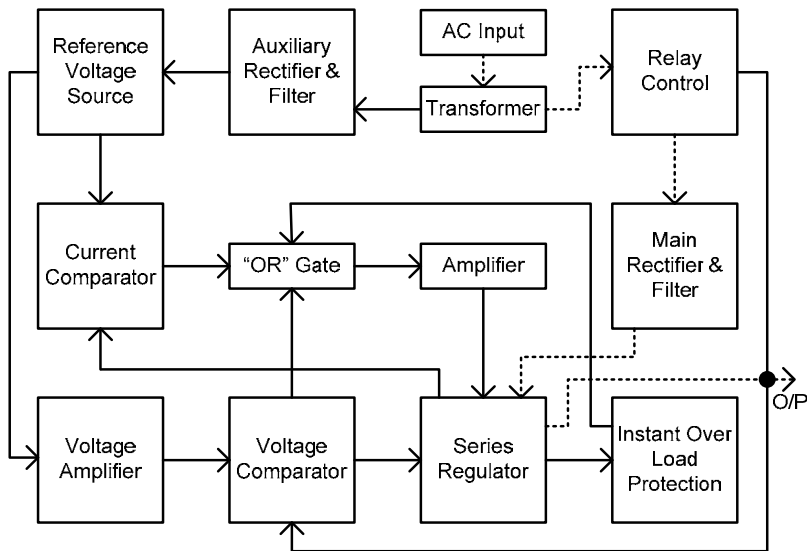 Reference
Voltage
Source
Auxiliary
Rectifier &
Filter
AC Input
Transformer
Relay
Control
Current
Comparator
“OR” Gate
Amplifier
Main
Rectifier &
Filter
O/P
Voltage
Amplifier
Voltage
Comparator
Series
Regulator
Instant Over
Load
Protection